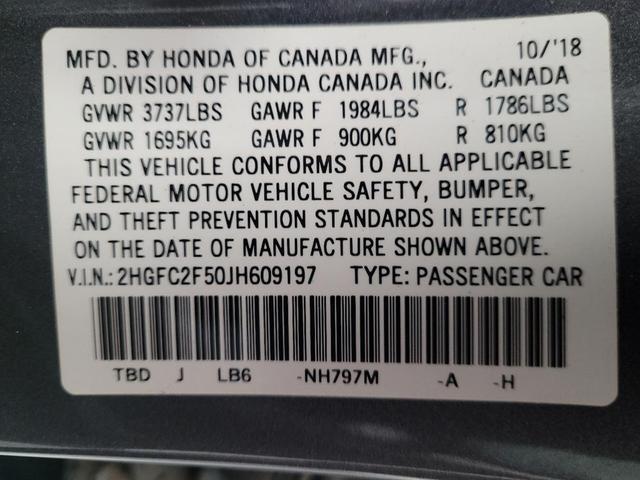 MFD. BY HONDA OF CANADA MFG., 10/'18
A DIVISION OF HONDA CANADA INC. CANADA
GVWR 3737LBS GAWR F 1984LBS R 1786LBS
GVWR 1695KG GAWR F 900KG R 810KG
THIS VEHICLE CONFORMS TO ALL APPLICABLE
FEDERAL MOTOR VEHICLE SAFETY, BUMPER,
AND THEFT PREVENTION STANDARDS IN EFFECT
ON THE DATE OF MANUFACTURE SHOWN ABOVE.
V.I.N.: 2HGFC2F50JH609197 TYPE: PASSENGER CAR
TBD J LB6 -NH797M -A -H